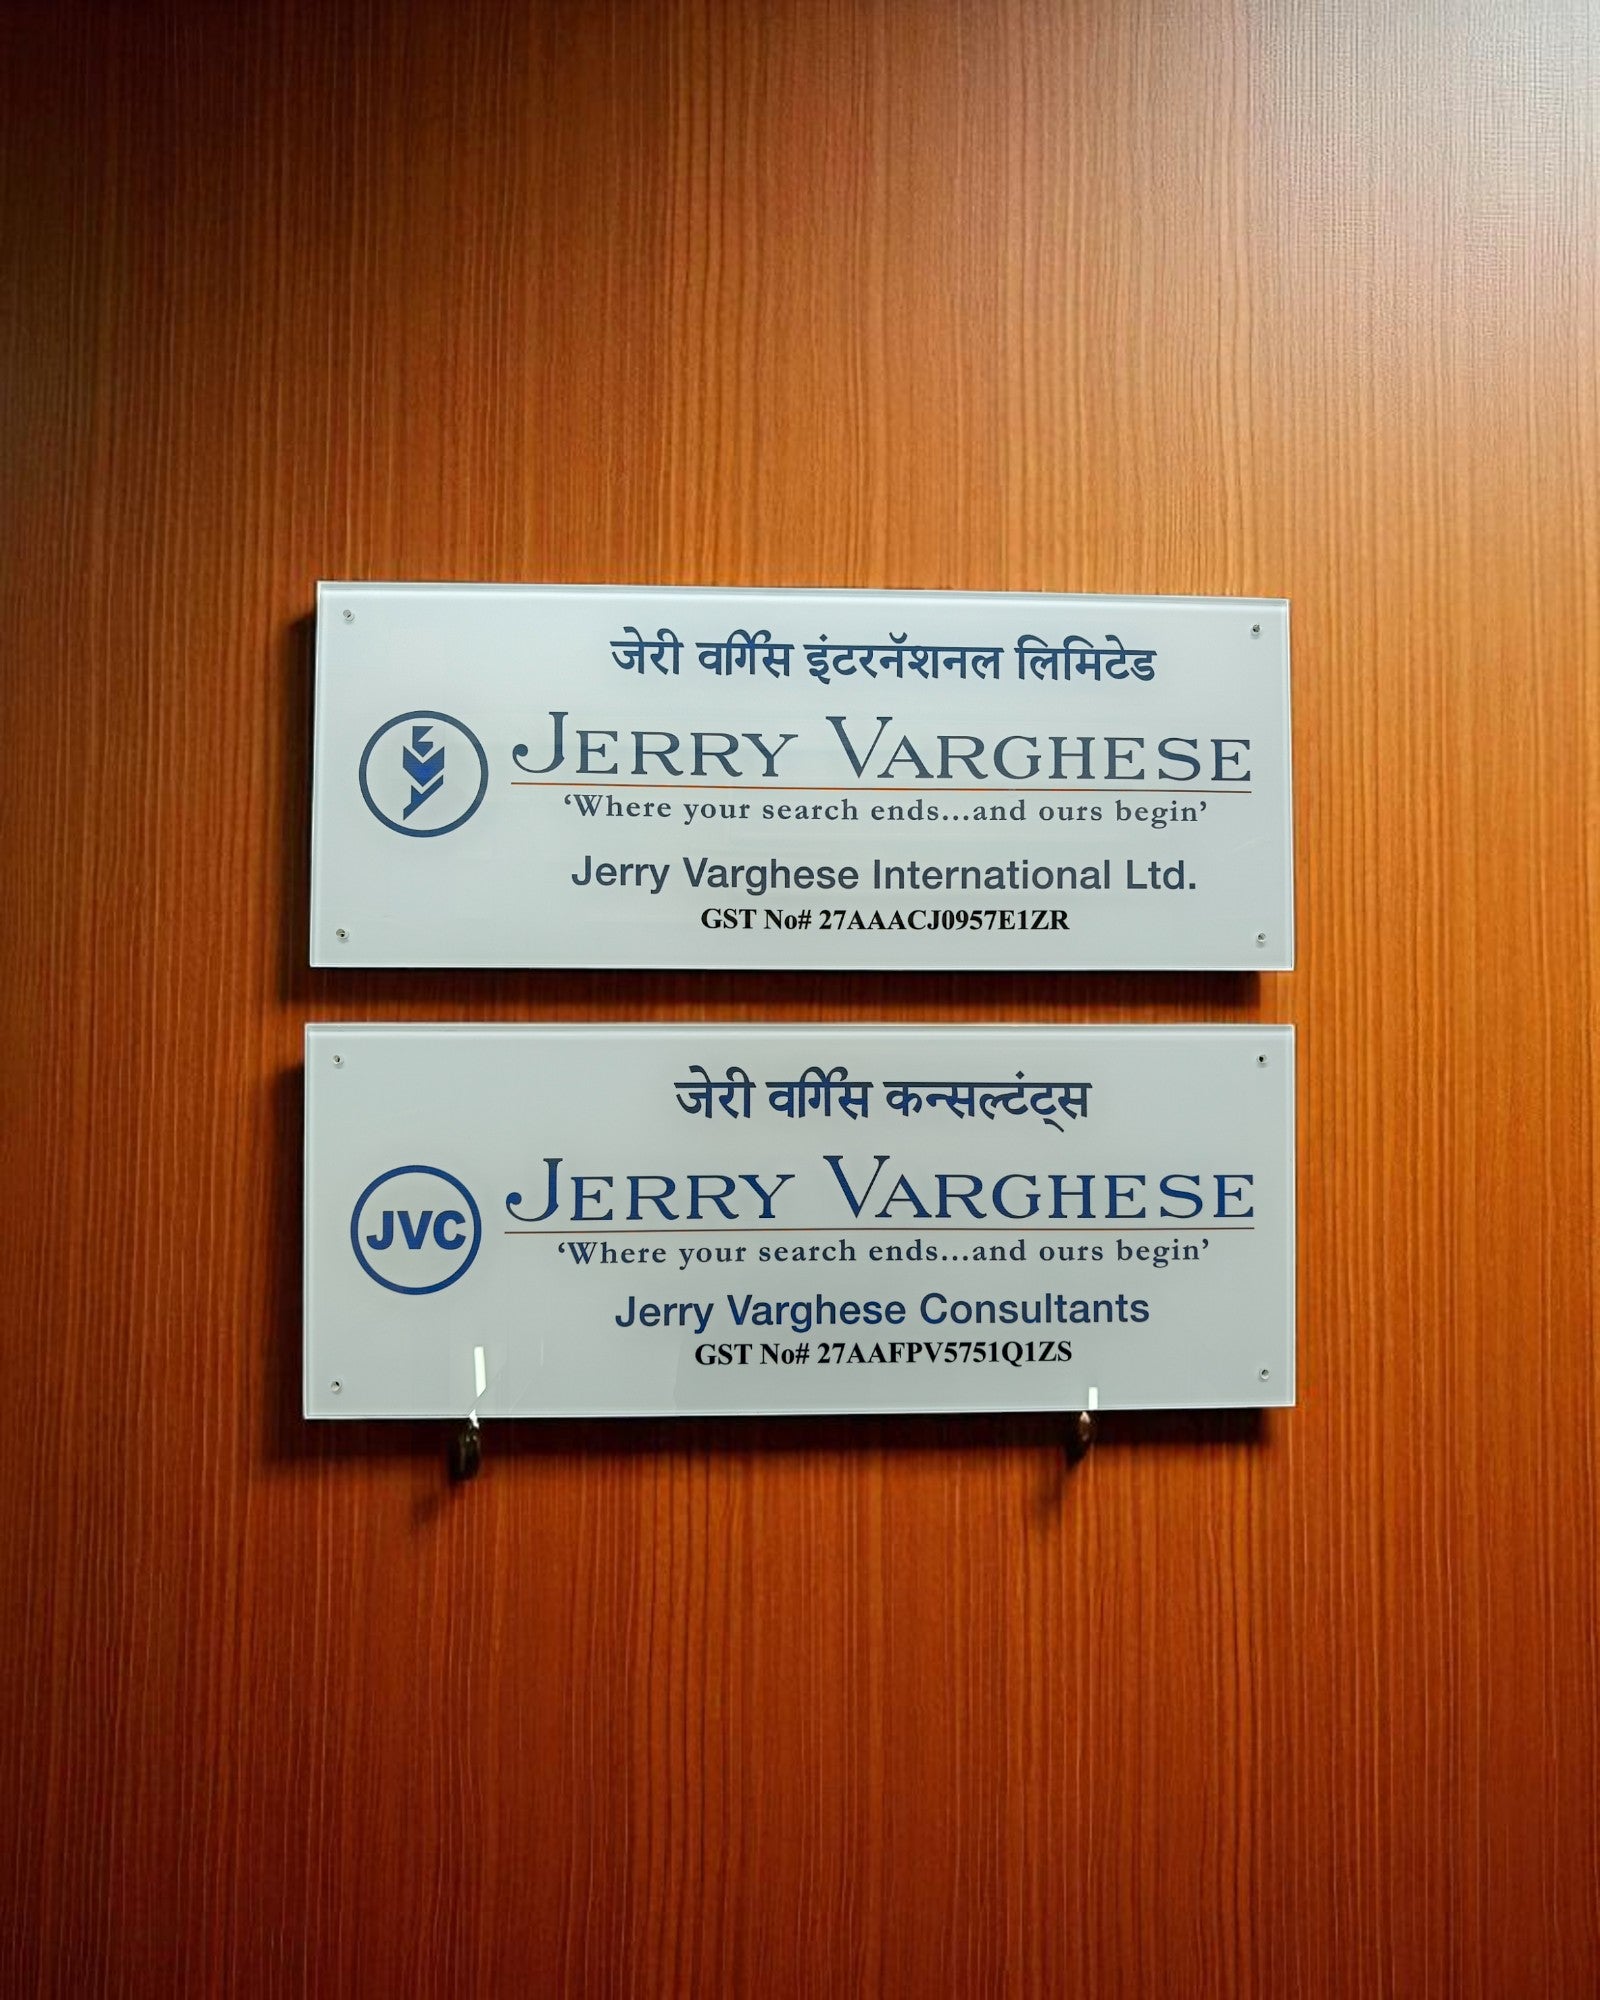 जेरी वर्गिस इंटरनॅशनल लिमिटेड
JERRY VARGHESE
‘Where your search ends...and ours begin’
Jerry Varghese International Ltd.
GST No# 27AAACJ0957E1ZR
जेरी वर्गिस कन्सल्टंट्स
JVC
JERRY VARGHESE
‘Where your search ends...and ours begin’
Jerry Varghese Consultants
GST No# 27AAFPV5751Q1ZS